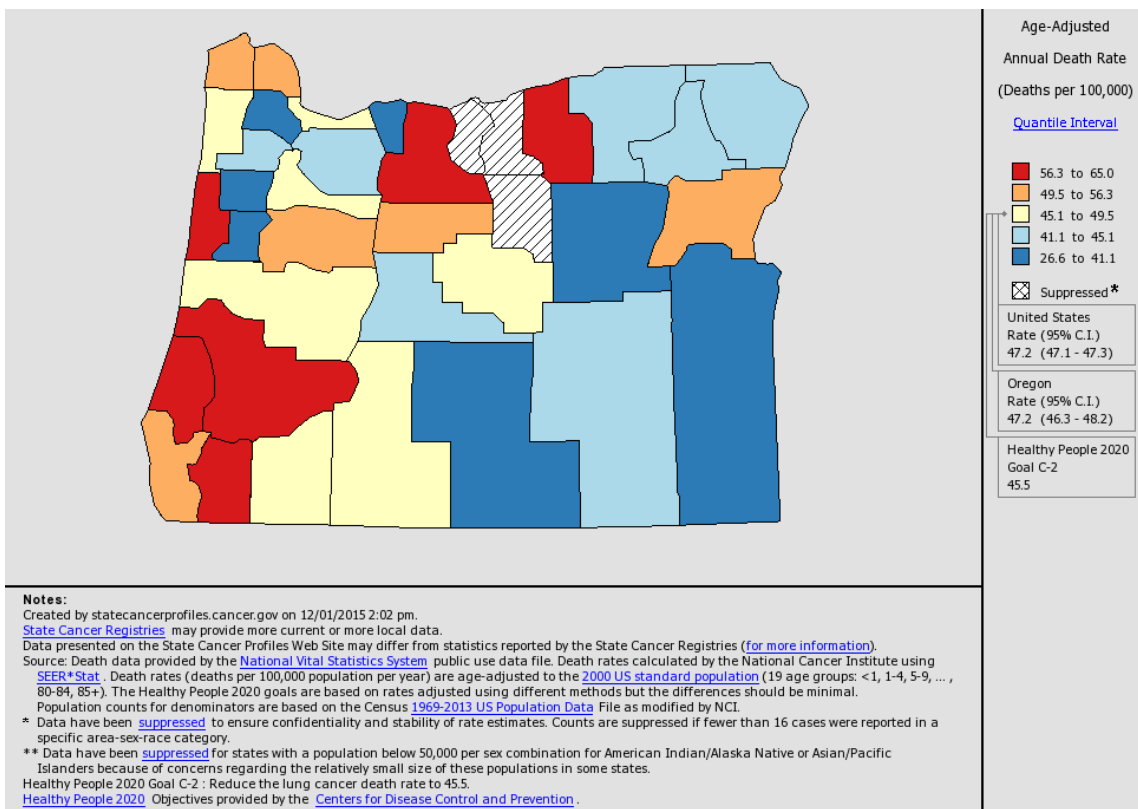 Age-Adjusted
Annual Death Rate
(Deaths per 100,000)
Quantile Interval
56.3 to 65.0
49.5 to 56.3
45.1 to 49.5
41.1 to 45.1
26.6 to 41.1
Suppressed*
United States
Rate (95% C.I.)
47.2 (47.1 - 47.3)
Oregon
Rate (95% C.I.)
47.2 (46.3 - 48.2)
Healthy People 2020
Goal C-2
45.5
Notes:
Created by statecancerprofiles.cancer.gov on 12/01/2015 2:02 pm.
State Cancer Registries may provide more current or more local data.
Data presented on the State Cancer Profiles Web Site may differ from statistics reported by the State Cancer Registries (for more information).
Source: Death data provided by the National Vital Statistics System public use data file. Death rates calculated by the National Cancer Institute using
SEER*Stat . Death rates (deaths per 100,000 population per year) are age-adjusted to the 2000 US standard population (19 age groups: <1, 1-4, 5-9, ... ,
80-84, 85+). The Healthy People 2020 goals are based on rates adjusted using different methods but the differences should be minimal.
Population counts for denominators are based on the Census 1969-2013 US Population Data File as modified by NCI.
* Data have been suppressed to ensure confidentiality and stability of rate estimates. Counts are suppressed if fewer than 16 cases were reported in a
specific area-sex-race category.
** Data have been suppressed for states with a population below 50,000 per sex combination for American Indian/Alaska Native or Asian/Pacific
Islanders because of concerns regarding the relatively small size of these populations in some states.
Healthy People 2020 Goal C-2 : Reduce the lung cancer death rate to 45.5.
Healthy People 2020 Objectives provided by the Centers for Disease Control and Prevention .